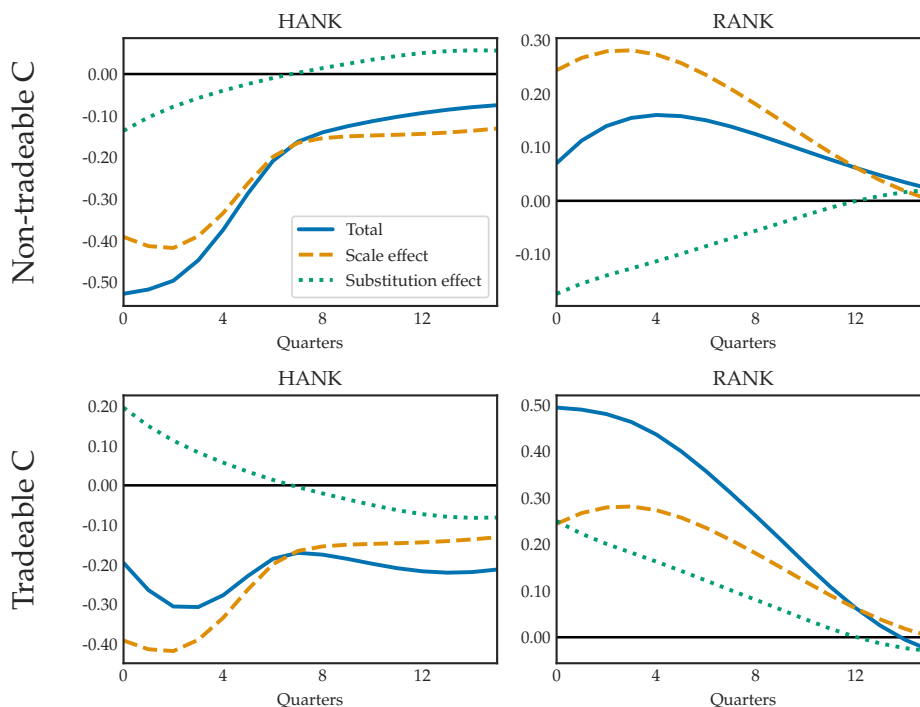 HANK
RANK
Non-tradeable C
0.00
-0.10
-0.20
-0.30
-0.40
-0.50
0.30
0.20
0.10
0.00
-0.10
Total
Scale effect
Substitution effect
0 4 8 12
0 4 8 12
Quarters
Quarters
HANK
RANK
Tradeable C
0.20
0.10
0.00
-0.10
-0.20
-0.30
-0.40
0.50
0.40
0.30
0.20
0.10
0.00
0 4 8 12
0 4 8 12
Quarters
Quarters